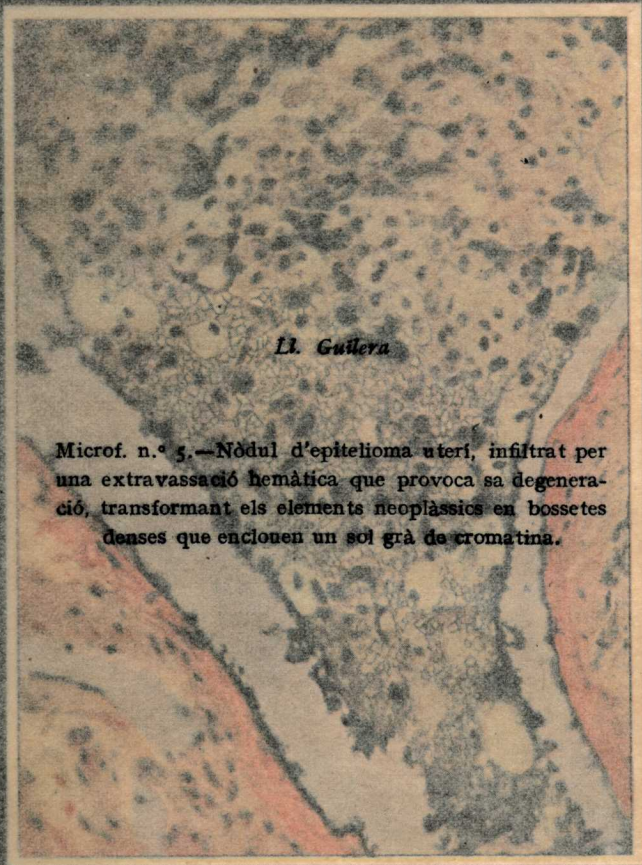 Ll. Guilera
Microf. n.º 5.—Nòdul d'epitelioma uterí, infiltrat per
una extravassació hemàtica que provoca sa degenera-
ció, transformant els elements neoplàssics en bossetes
denses que enclouen un sol grà de cromatina.